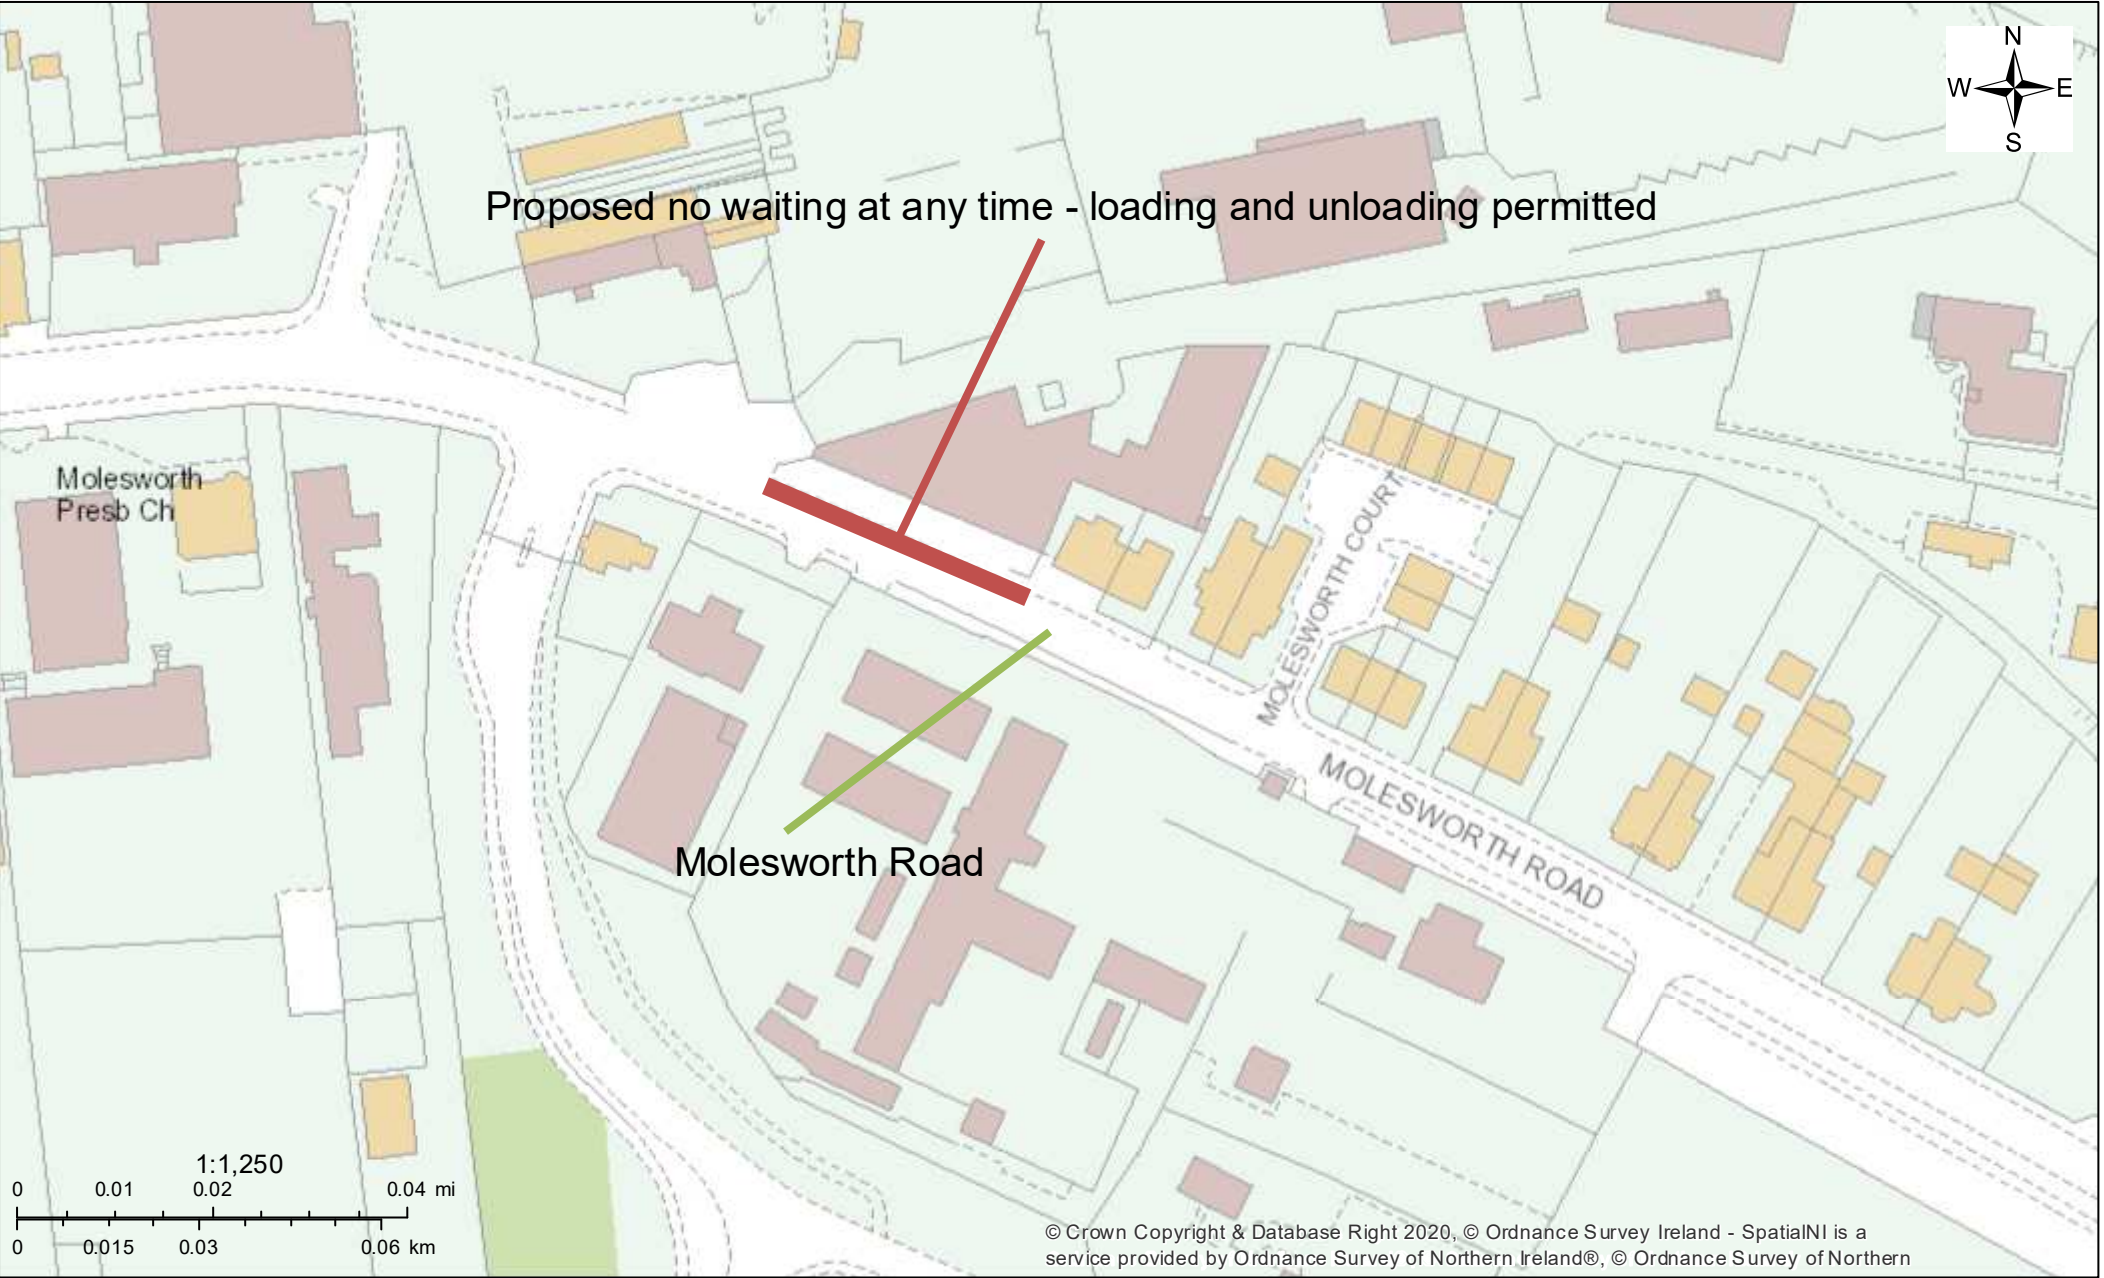 N
W E
S
Proposed no waiting at any time - loading and unloading permitted
Molesworth
Presb Ch
MOLESWORTH COURT
MOLESWORTH ROAD
Molesworth Road
1:1,250
0 0.01 0.02 0.04 mi
0 0.015 0.03 0.06 km
© Crown Copyright & Database Right 2020, © Ordnance Survey Ireland - SpatialNI is a
service provided by Ordnance Survey of Northern Ireland®, © Ordnance Survey of Northern